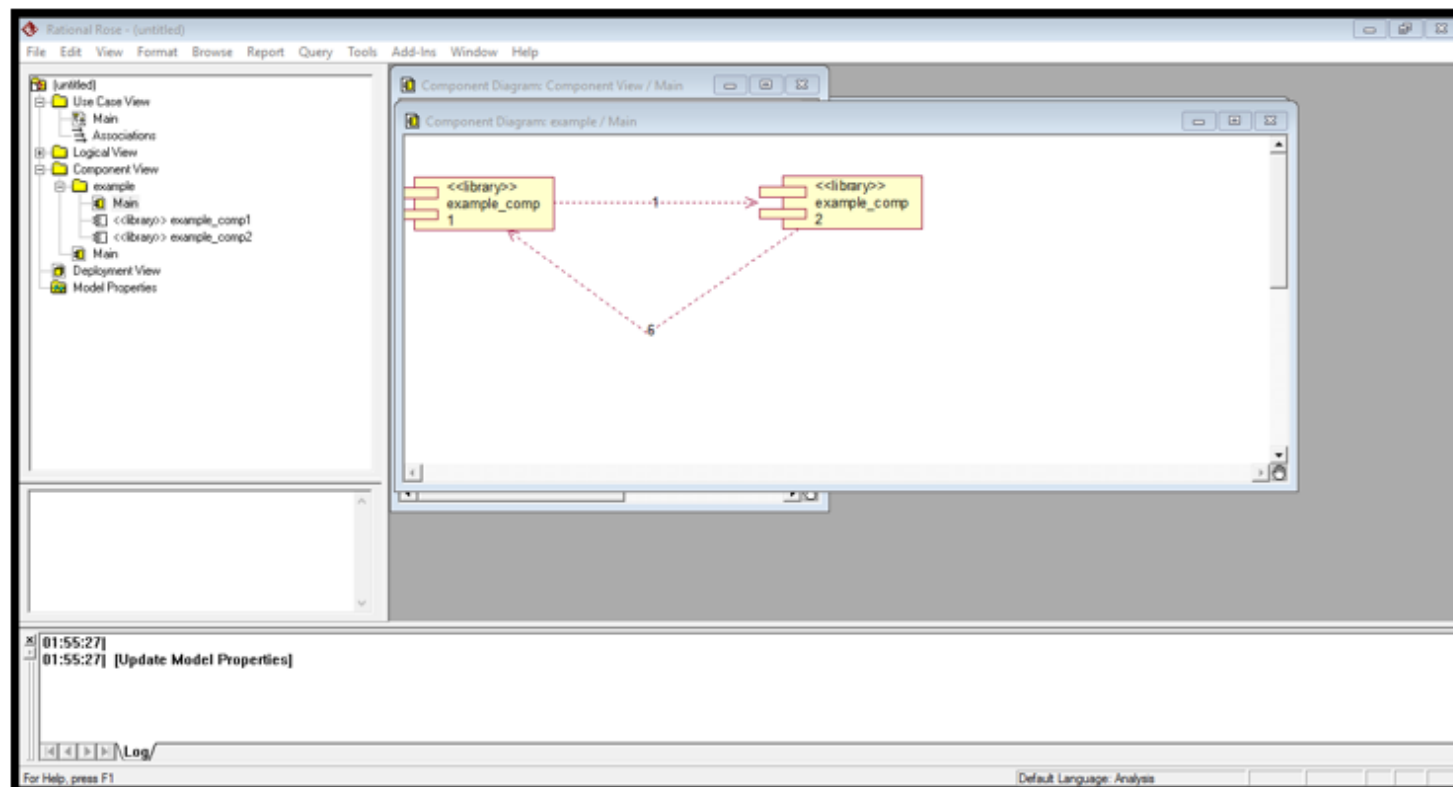 Rational Rose - (untitled)
File Edit View Format Browse Report Query Tools Add-Ins Window Help
(untitled)
Use Case View
Main
Associations
Logical View
Component View
example
Main
<<library>> example_comp1
<<library>> example_comp2
Main
Deployment View
Model Properties
Component Diagram: Component View / Main
Component Diagram: example / Main
<<library>>
example_comp
1
1
<<library>>
example_comp
2
6
01:55:27|
01:55:27| [Update Model Properties]
Log
For Help, press F1
Default Language: Analysis